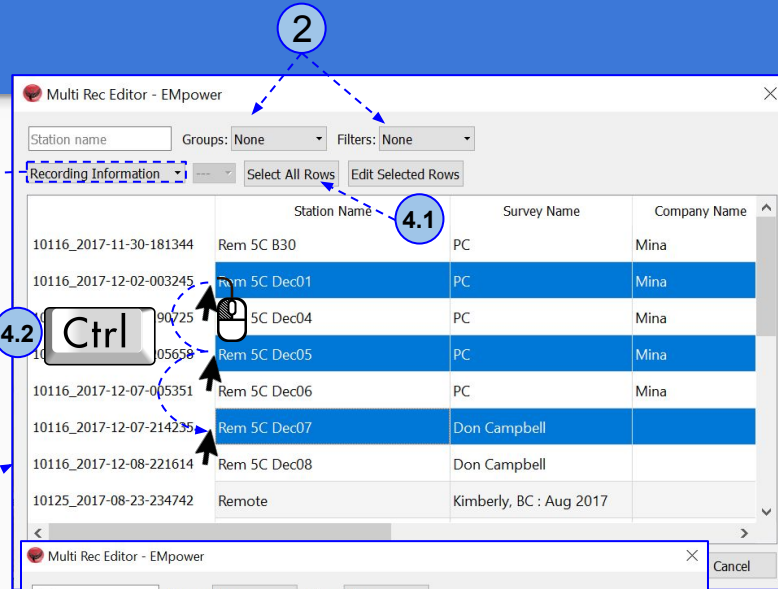 2
Multi Rec Editor - EMpower
Station name Groups: None Filters: None
Recording Information --- Select All Rows Edit Selected Rows
Station Name Survey Name Company Name
4.1
10116_2017-11-30-181344 Rem 5C B30 PC Mina
10116_2017-12-02-003245 Rem 5C Dec01 PC Mina
90725 5C Dec04 PC Mina
4.2 Ctrl
05658 Rem 5C Dec05 PC Mina
10116_2017-12-07-005351 Rem 5C Dec06 PC Mina
10116_2017-12-07-214235 Rem 5C Dec07 Don Campbell
10116_2017-12-08-221614 Rem 5C Dec08 Don Campbell
10125_2017-08-23-234742 Remote Kimberly, BC : Aug 2017
Multi Rec Editor - EMpower
Cancel